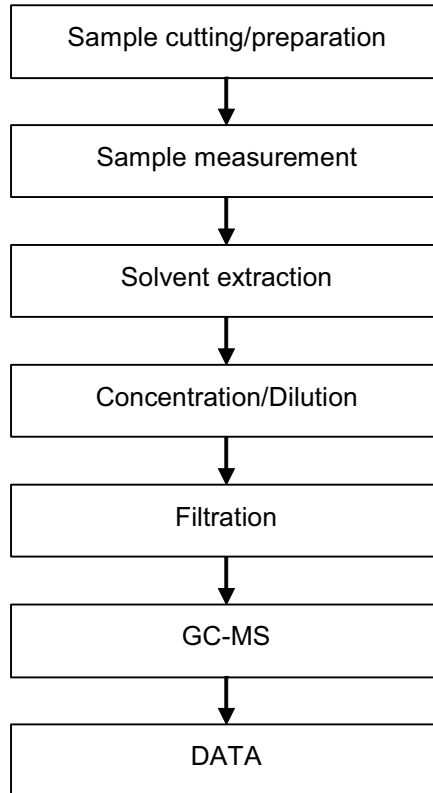 Sample cutting/preparation
Sample measurement
Solvent extraction
Concentration/Dilution
Filtration
GC-MS
DATA